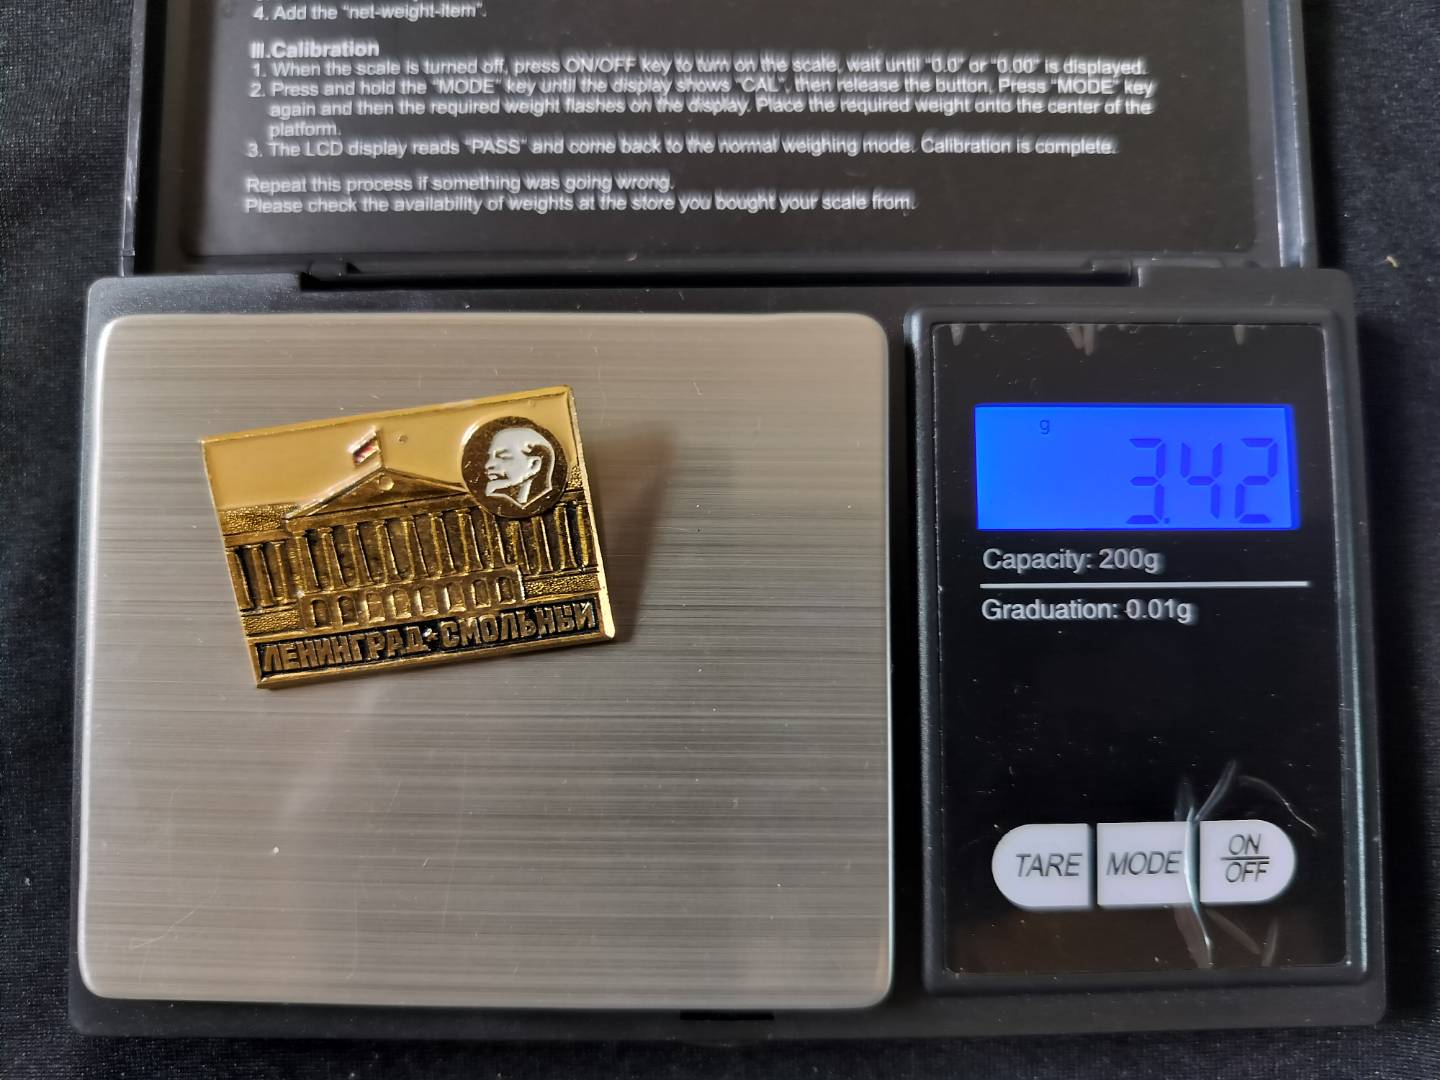 4. Add the "net-weight-item".
III.Calibration
1. When the scale is turned off, press ON/OFF key to turn on the scale, wait until "0.0" or "0.00" is displayed.
2. Press and hold the "MODE" key until the display shows "CAL", then release the button. Press "MODE" key
again and then the required weight flashes on the display. Place the required weight onto the center of the
platform.
3. The LCD display reads "PASS" and come back to the normal weighing mode. Calibration is complete.
Repeat this process if something was going wrong.
Please check the availability of weights at the store you bought your scale from.
ЛЕНИНГРАД•СМОЛЬНЫЙ
g
3.42
Capacity: 200g
Graduation: 0.01g
TARE
MODE
ON
OFF